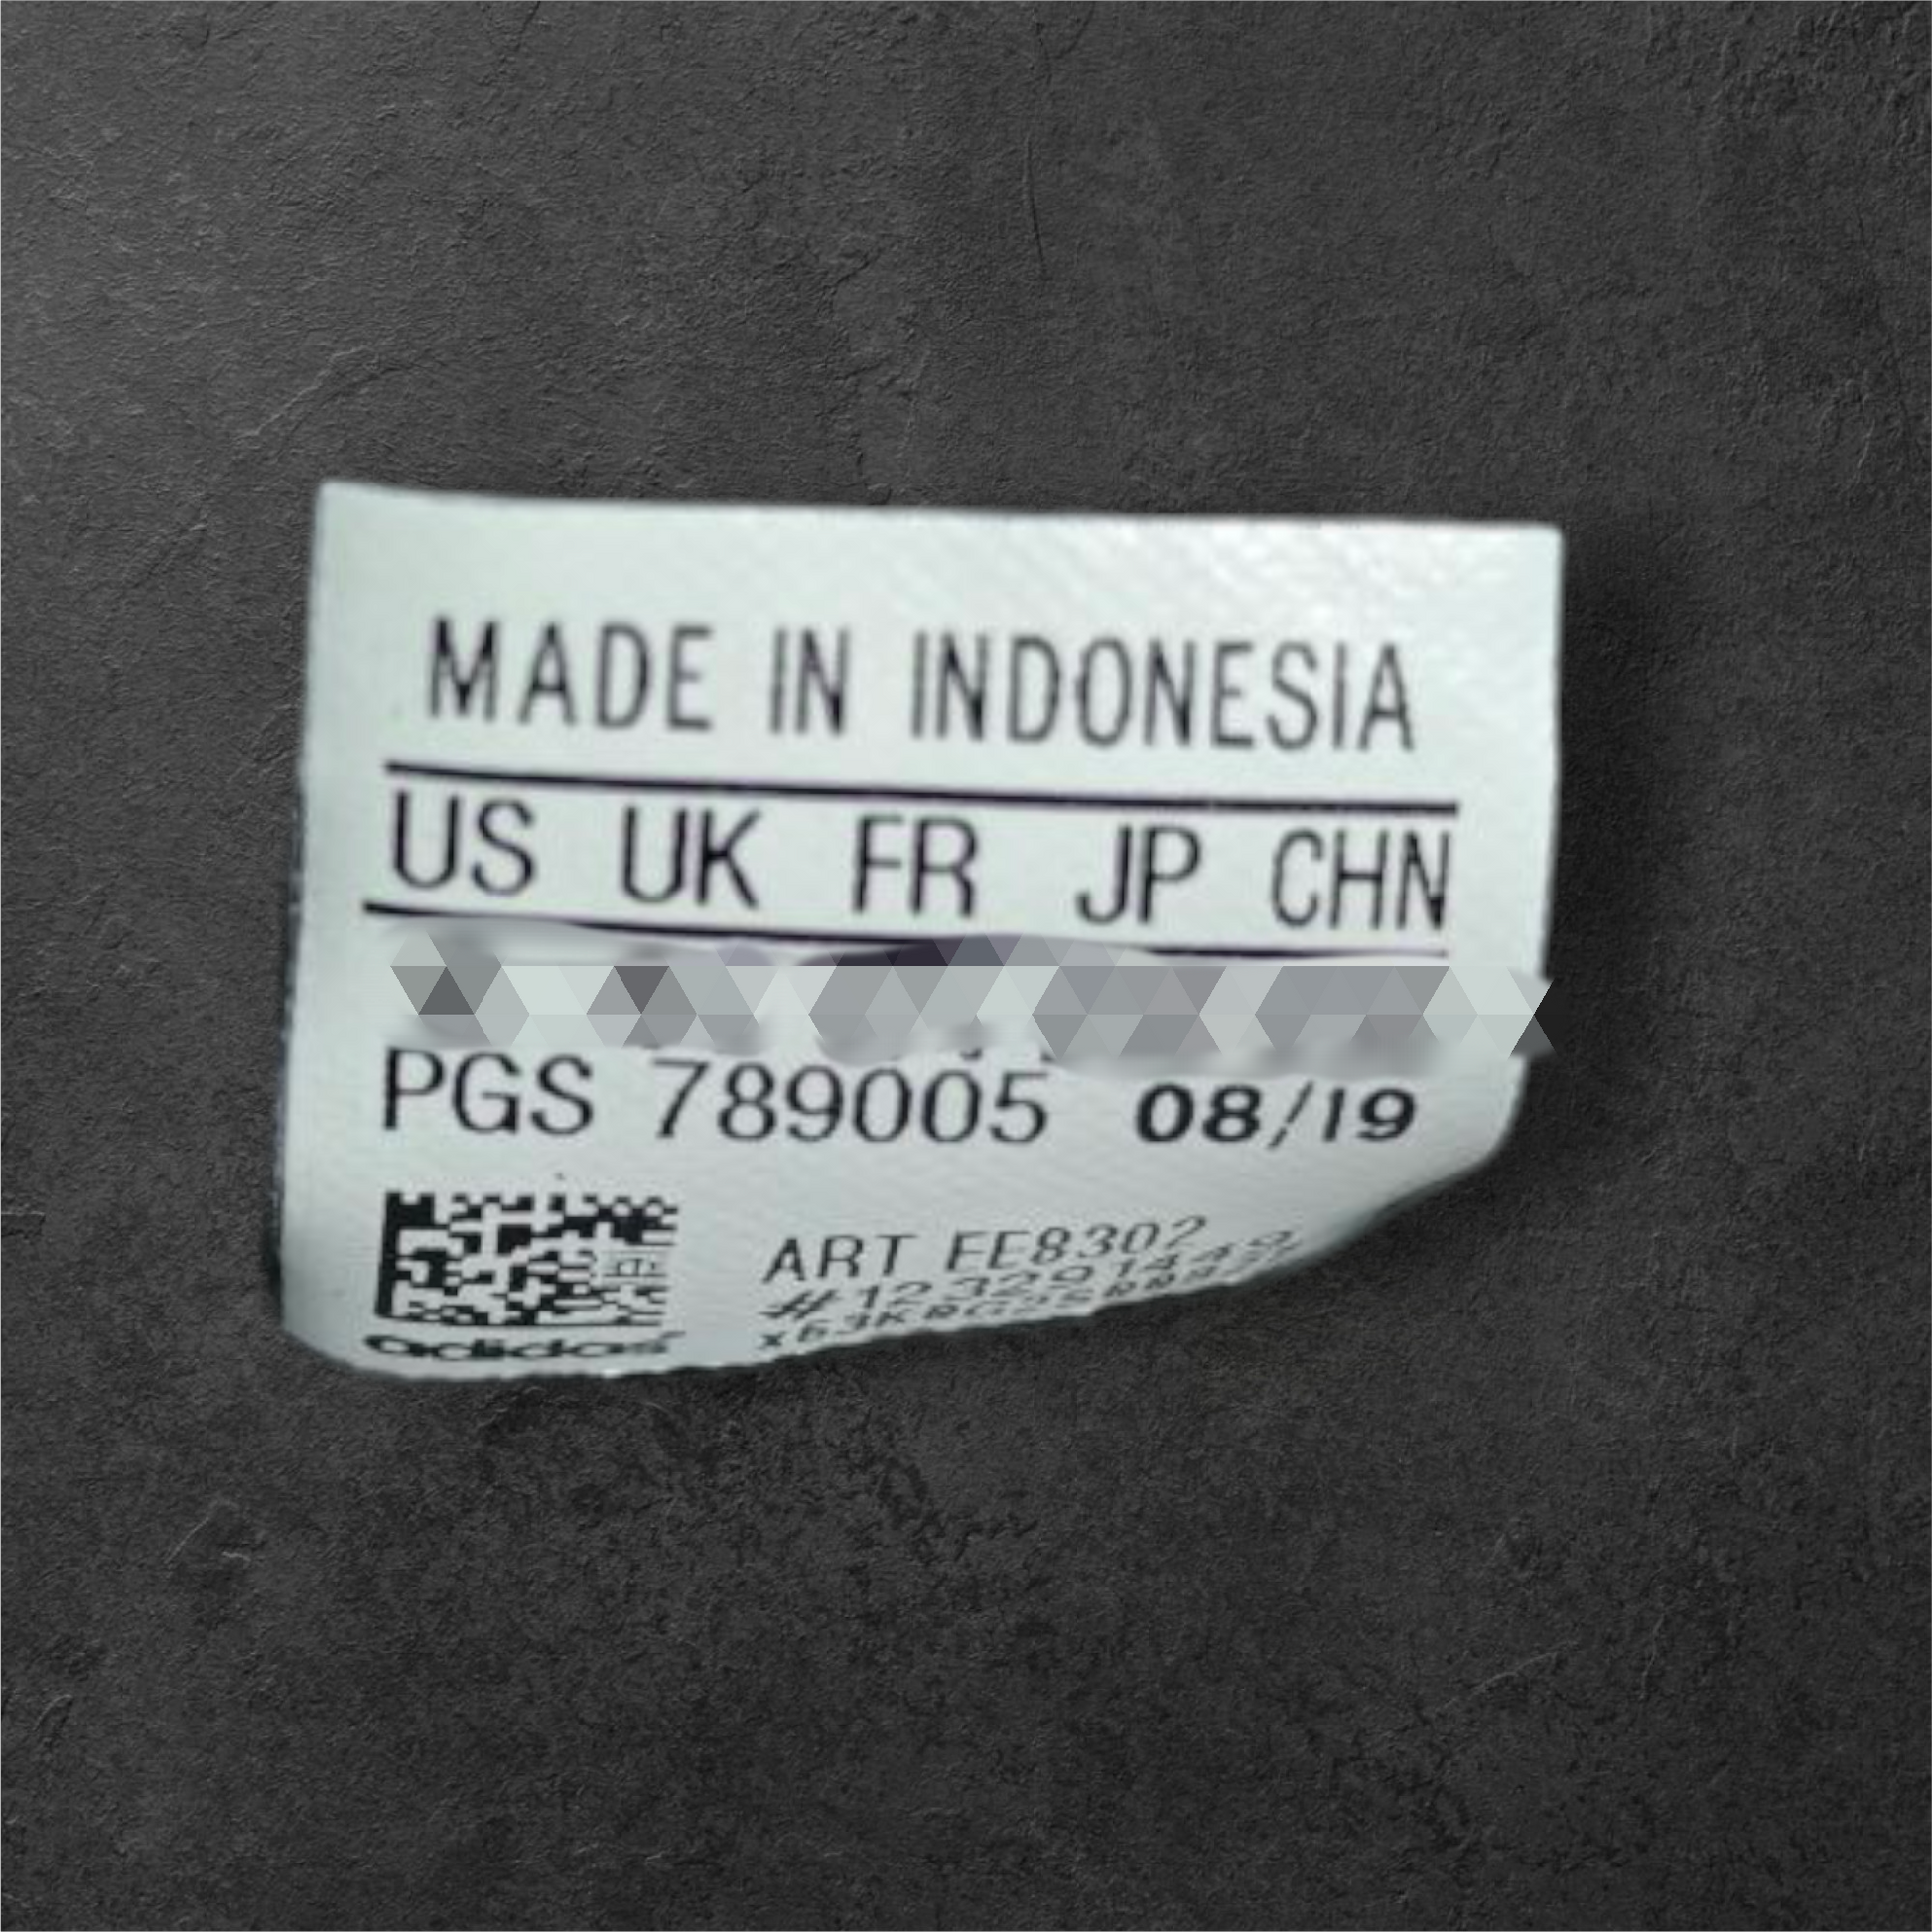 MADE IN INDONESIA
US UK FR JP CHN
PGS 789005 08/19
ART EE8302
adidas